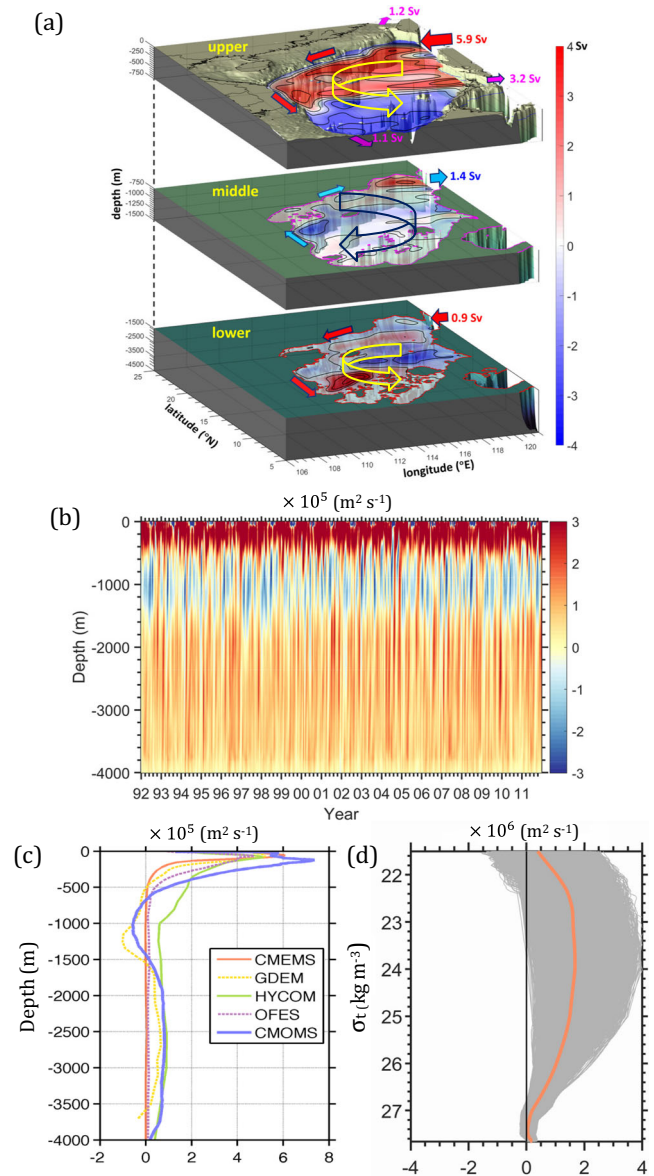 (a)
1.2 Sv
upper
5.9 Sv
3.2 Sv
1.1 Sv
0
-250
-500
-750
depth (m)
middle
1.4 Sv
-750
-1000
-1500
lower
0.9 Sv
-1500
-2500
-3500
-4500
25
20
15
10
5
latitude (°N)
106
108
110
112
114
116
118
120
longitude (°E)
4 Sv
3
2
1
0
-1
-2
-3
-4
(b)
× 10⁵ (m² s⁻¹)
0
-1000
-2000
-3000
-4000
Depth (m)
92 93 94 95 96 97 98 99 00 01 02 03 04 05 06 07 08 09 10 11
Year
3
2
1
0
-1
-2
-3
(c)
× 10⁵ (m² s⁻¹)
0
-500
-1000
-1500
-2000
-2500
-3000
-3500
-4000
Depth (m)
-2 0 2 4 6 8
CMEMS
GDEM
HYCOM
OFES
CMOMS
(d)
× 10⁶ (m² s⁻¹)
22
23
24
25
26
27
σt (kg m⁻³)
-4 -2 0 2 4